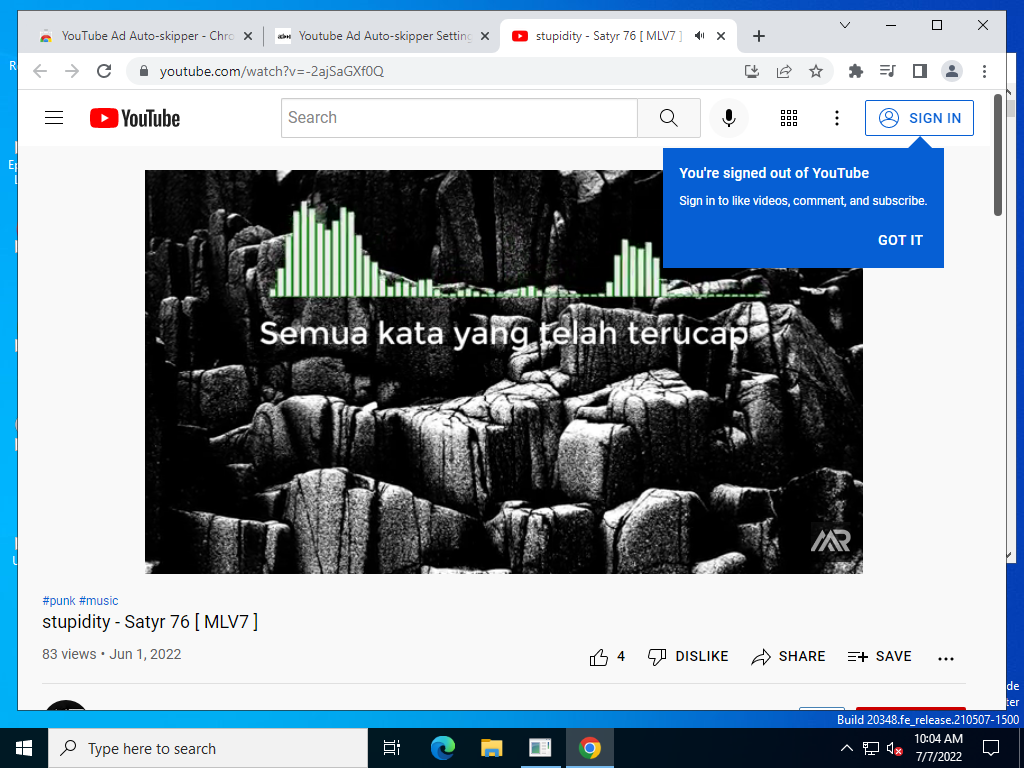 YouTube Ad Auto-skipper - Chro
Youtube Ad Auto-skipper Setting
stupidity - Satyr 76 [ MLV7 ]
youtube.com/watch?v=-2ajSaGXf0Q
YouTube
Search
SIGN IN
You're signed out of YouTube
Sign in to like videos, comment, and subscribe.
GOT IT
Semua kata yang telah terucap
MR
#punk #music
stupidity - Satyr 76 [ MLV7 ]
83 views • Jun 1, 2022
4
DISLIKE
SHARE
SAVE
Build 20348.fe_release.210507-1500
Type here to search
10:04 AM
7/7/2022